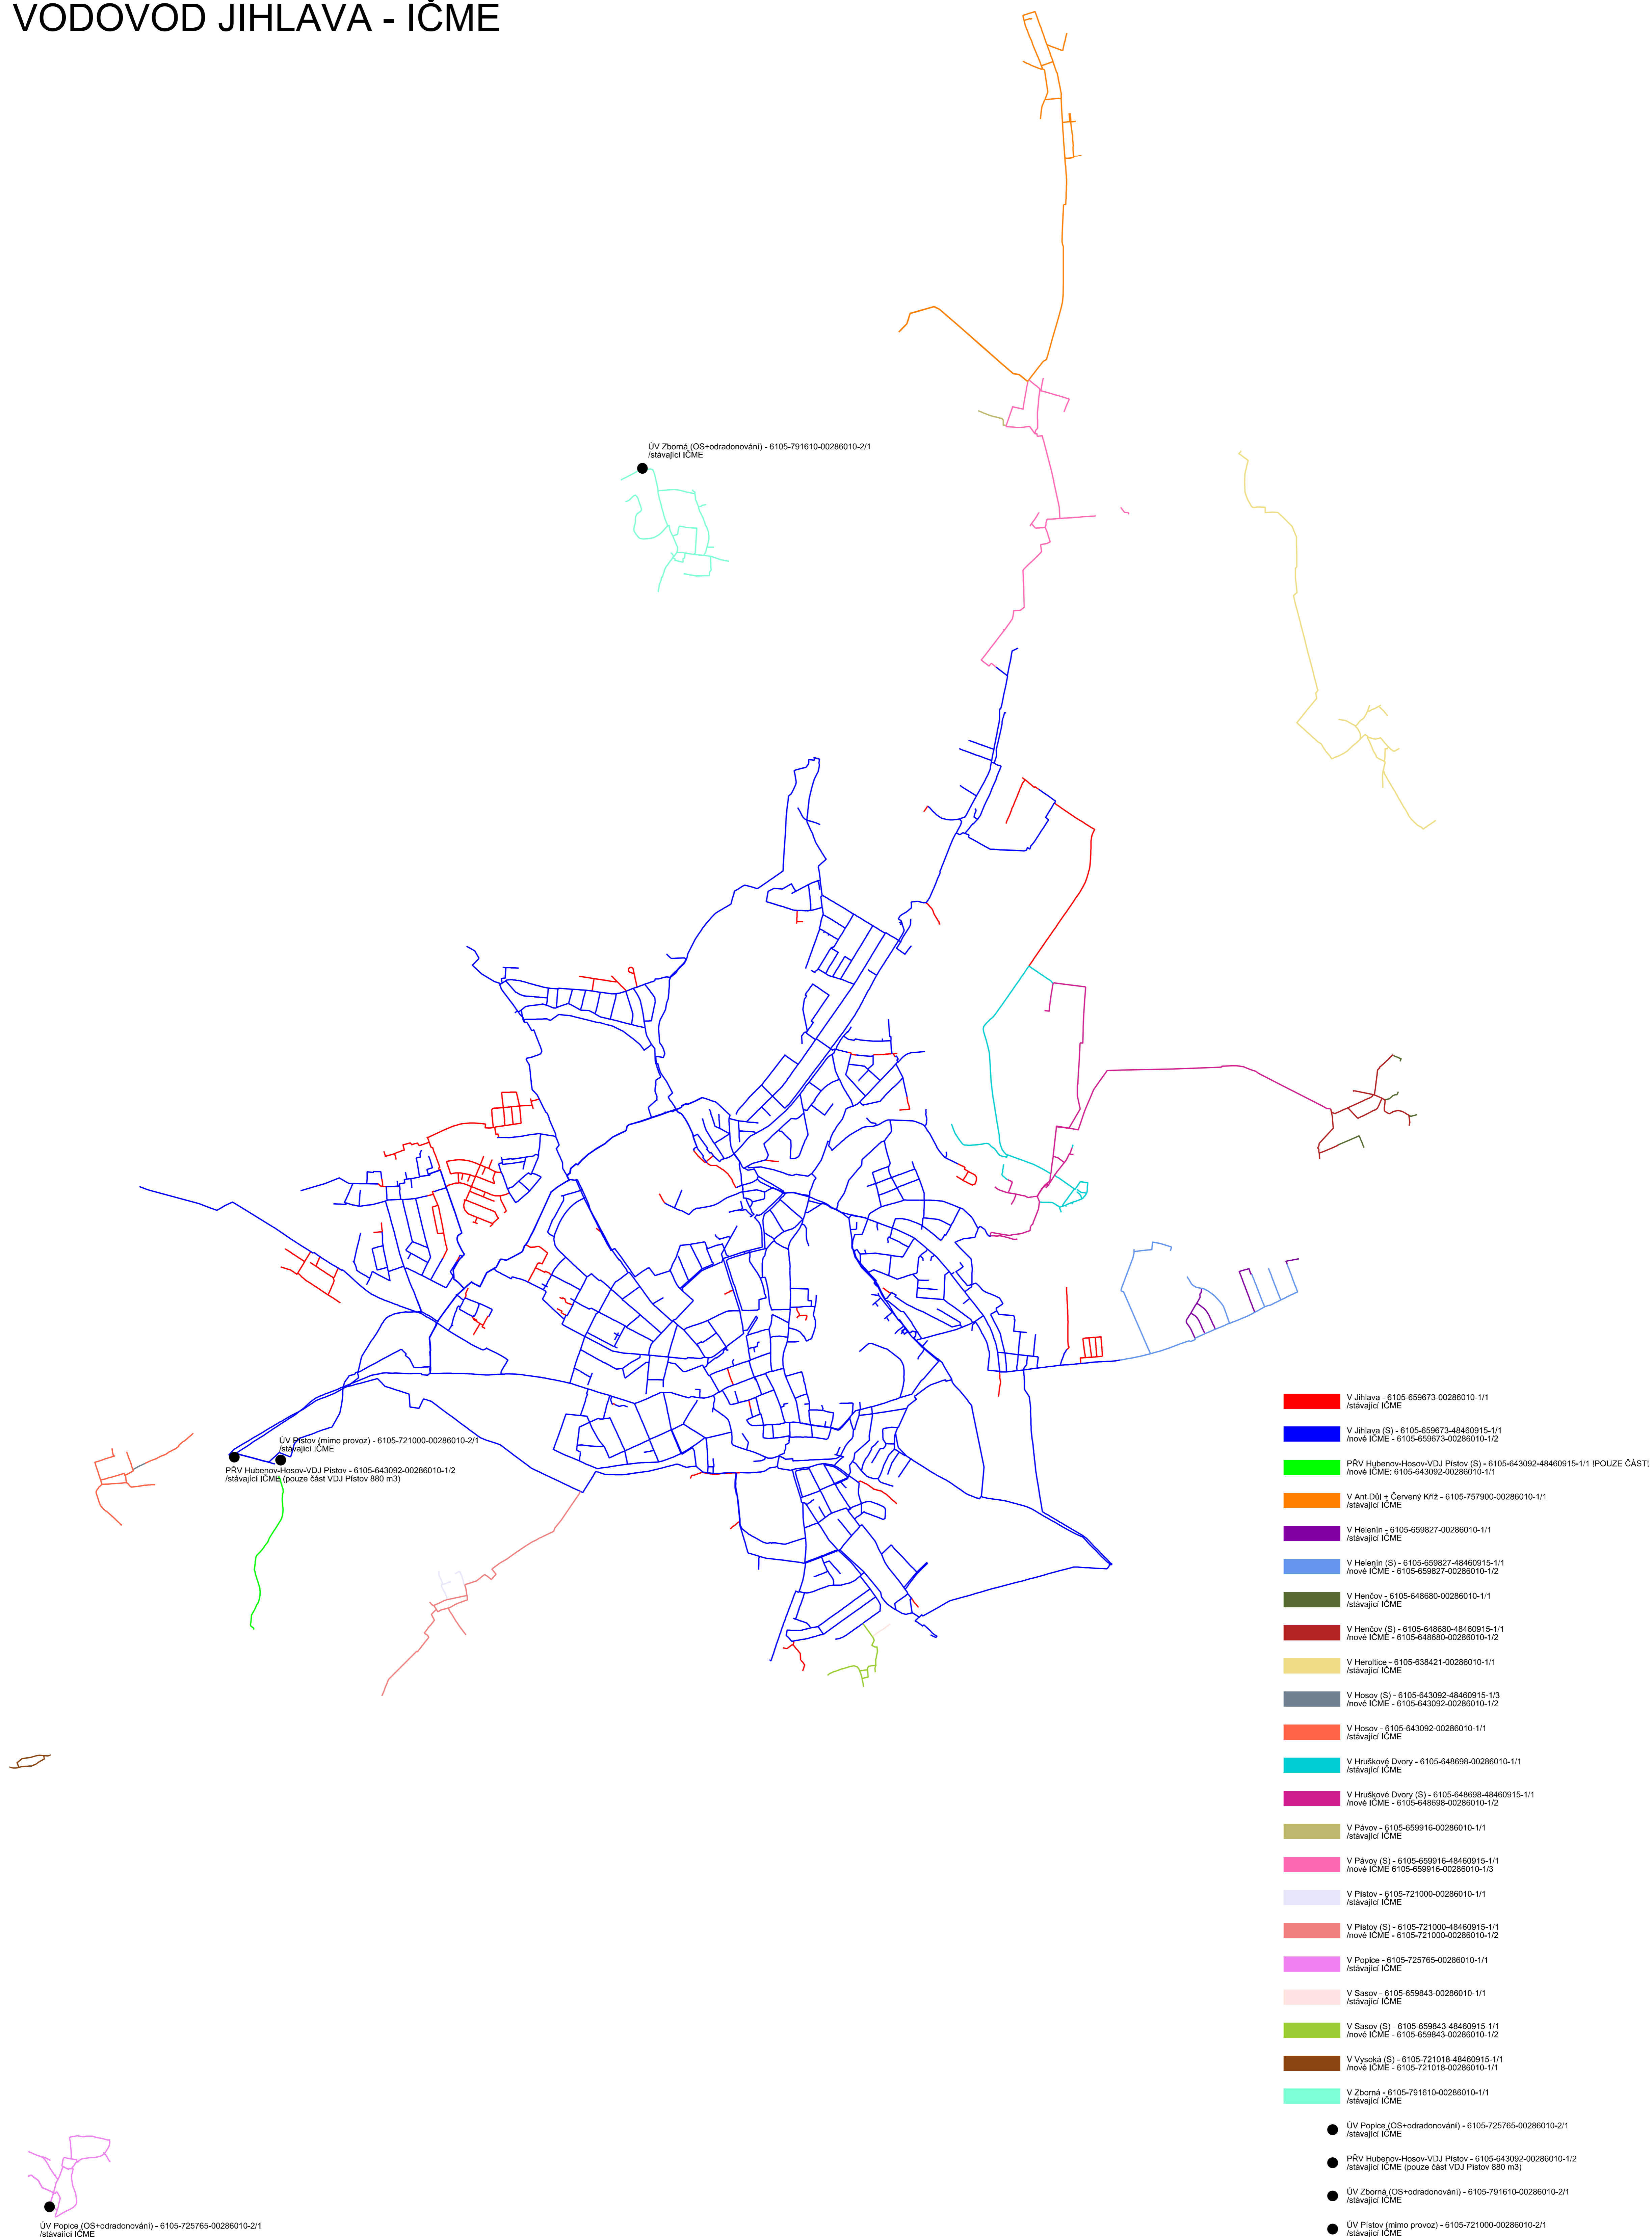 VODOVOD JIHLAVA - IČME
ÚV Zborná (OS+odradonování) - 6105-791610-00286010-2/1
/stávající IČME
ÚV Pístov (mimo provoz) - 6105-721000-00286010-2/1
/stávající IČME
PŘV Hubenov-Hosov-VDJ Pístov - 6105-643092-00286010-1/2
/stávající IČME (pouze část VDJ Pístov 880 m3)
V Jihlava - 6105-659673-00286010-1/1
/stávající IČME
V Jihlava (S) - 6105-659673-48460915-1/1
/nové IČME - 6105-659673-00286010-1/2
PŘV Hubenov-Hosov-VDJ Pístov (S) - 6105-643092-48460915-1/1 !POUZE ČÁST!
/nové IČME: 6105-643092-00286010-1/1
V Ant.Důl + Červený Kříž - 6105-757900-00286010-1/1
/stávající IČME
V Helenín - 6105-659827-00286010-1/1
/stávající IČME
V Helenín (S) - 6105-659827-48460915-1/1
/nové IČME - 6105-659827-00286010-1/2
V Henčov - 6105-648680-00286010-1/1
/stávající IČME
V Henčov (S) - 6105-648680-48460915-1/1
/nové IČME - 6105-648680-00286010-1/2
V Heroltice - 6105-638421-00286010-1/1
/stávající IČME
V Hosov (S) - 6105-643092-48460915-1/3
/nové IČME - 6105-643092-00286010-1/2
V Hosov - 6105-643092-00286010-1/1
/stávající IČME
V Hruškové Dvory - 6105-648698-00286010-1/1
/stávající IČME
V Hruškové Dvory (S) - 6105-648698-48460915-1/1
/nové IČME - 6105-648698-00286010-1/2
V Pávov - 6105-659916-00286010-1/1
/stávající IČME
V Pávov (S) - 6105-659916-48460915-1/1
/nové IČME 6105-659916-00286010-1/3
V Pístov - 6105-721000-00286010-1/1
/stávající IČME
V Pístov (S) - 6105-721000-48460915-1/1
/nové IČME - 6105-721000-00286010-1/2
V Popice - 6105-725765-00286010-1/1
/stávající IČME
V Sasov - 6105-659843-00286010-1/1
/stávající IČME
V Sasov (S) - 6105-659843-48460915-1/1
/nové IČME - 6105-659843-00286010-1/2
V Vysoká (S) - 6105-721018-48460915-1/1
/nové IČME - 6105-721018-00286010-1/1
V Zborná - 6105-791610-00286010-1/1
/stávající IČME
ÚV Popice (OS+odradonování) - 6105-725765-00286010-2/1
/stávající IČME
PŘV Hubenov-Hosov-VDJ Pístov - 6105-643092-00286010-1/2
/stávající IČME (pouze část VDJ Pístov 880 m3)
ÚV Zborná (OS+odradonování) - 6105-791610-00286010-2/1
/stávající IČME
ÚV Pístov (mimo provoz) - 6105-721000-00286010-2/1
/stávající IČME
ÚV Popice (OS+odradonování) - 6105-725765-00286010-2/1
/stávající IČME